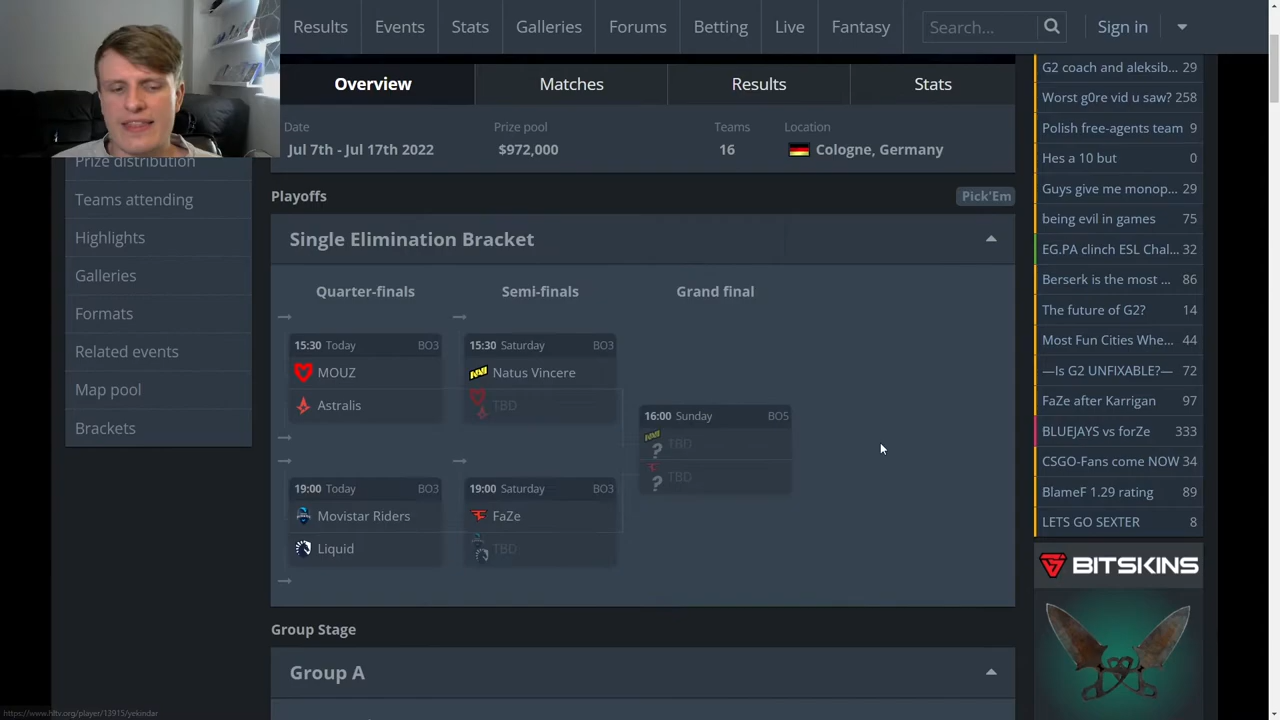 Results Events Stats Galleries Forums Betting Live Fantasy Search... Sign in
Overview Matches Results Stats
Date Prize pool Teams Location
Jul 7th - Jul 17th 2022 $972,000 16 Cologne, Germany
Prize distribution
Teams attending
Highlights
Galleries
Formats
Related events
Map pool
Brackets
Playoffs Pick'Em
Single Elimination Bracket
Quarter-finals Semi-finals Grand final
15:30 Today BO3
MOUZ
Astralis
19:00 Today BO3
Movistar Riders
Liquid
15:30 Saturday BO3
Natus Vincere
TBD
19:00 Saturday BO3
FaZe
TBD
16:00 Sunday BO5
? TBD
? TBD
Group Stage
Group A
G2 coach and aleksib... 29
Worst g0re vid u saw? 258
Polish free-agents team 9
Hes a 10 but 0
Guys give me monop... 29
being evil in games 75
EG.PA clinch ESL Chal... 32
Berserk is the most ... 86
The future of G2? 14
Most Fun Cities Whe... 44
—Is G2 UNFIXABLE?— 72
FaZe after Karrigan 97
BLUEJAYS vs forZe 333
CSGO-Fans come NOW 34
BlameF 1.29 rating 89
LETS GO SEXTER 8
BITSKINS
https://www.hltv.org/player/13915/yekindar